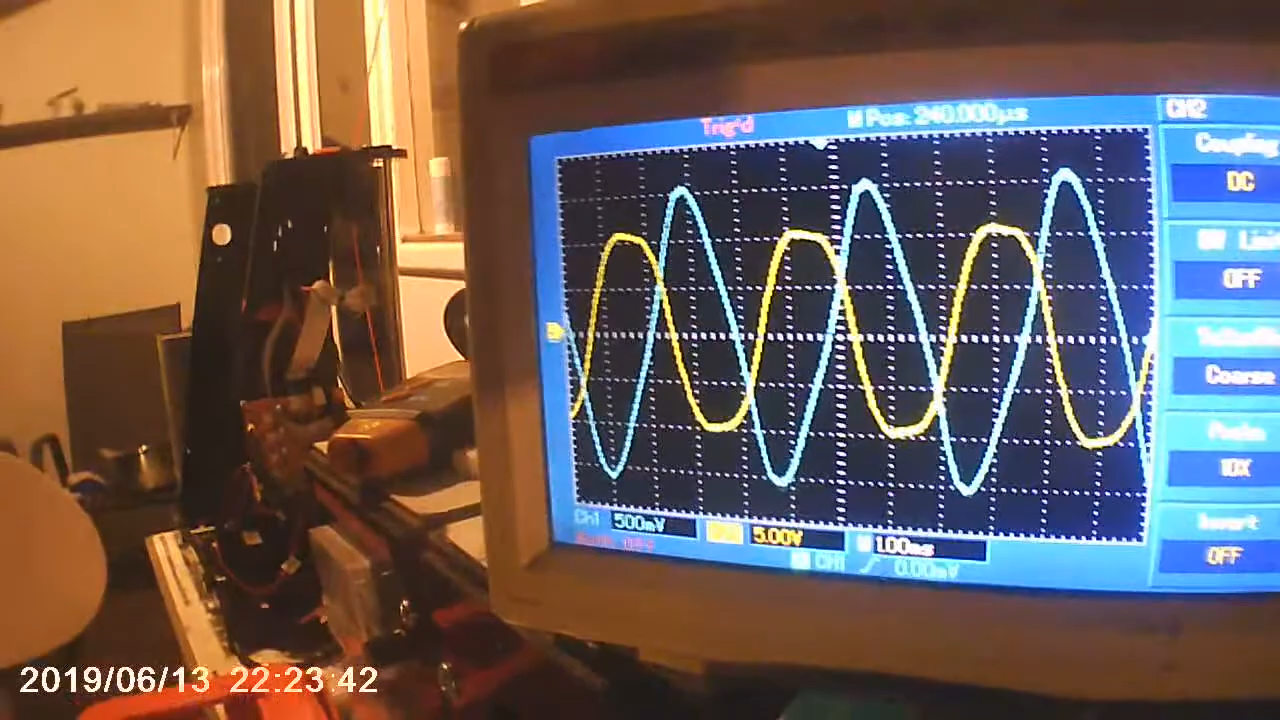 Trig'd M Pos: 240.000µs CH2
Coupling
DC
OFF
Coarse
10X
Invert
OFF
Ch1 500mV 5.00V M 1.00ms
CH1 0.00mV
2019/06/13 22:23:42